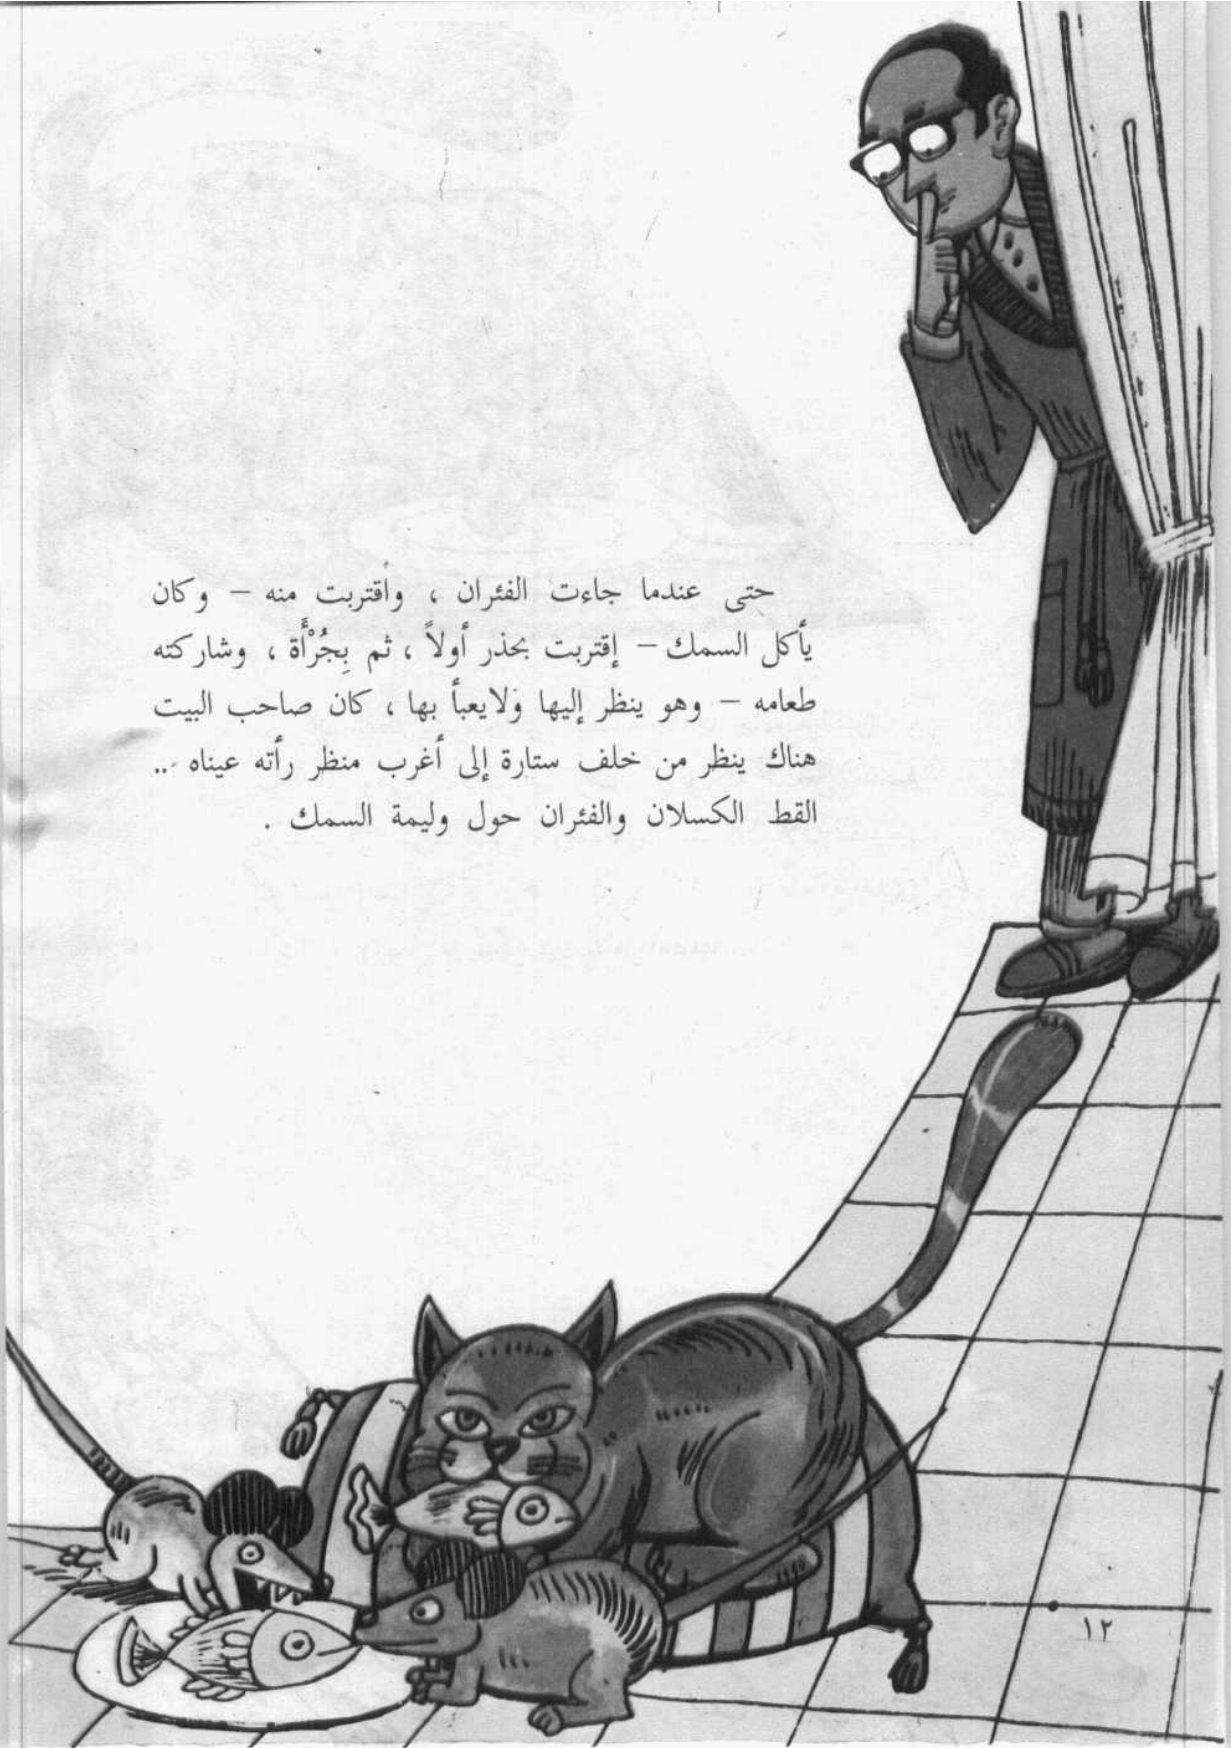 حتى عندما جاءت الفئران ، وأقتربت منه – وكان
يأكل السمك – إقتربت بحذر أولاً ، ثم بِجُرْأَة ، وشاركته
طعامه – وهو ينظر إليها ولايعبأ بها ، كان صاحب البيت
هناك ينظر من خلف ستارة إلى أغرب منظر رأته عيناه ..
القط الكسلان والفئران حول وليمة السمك .
١٢